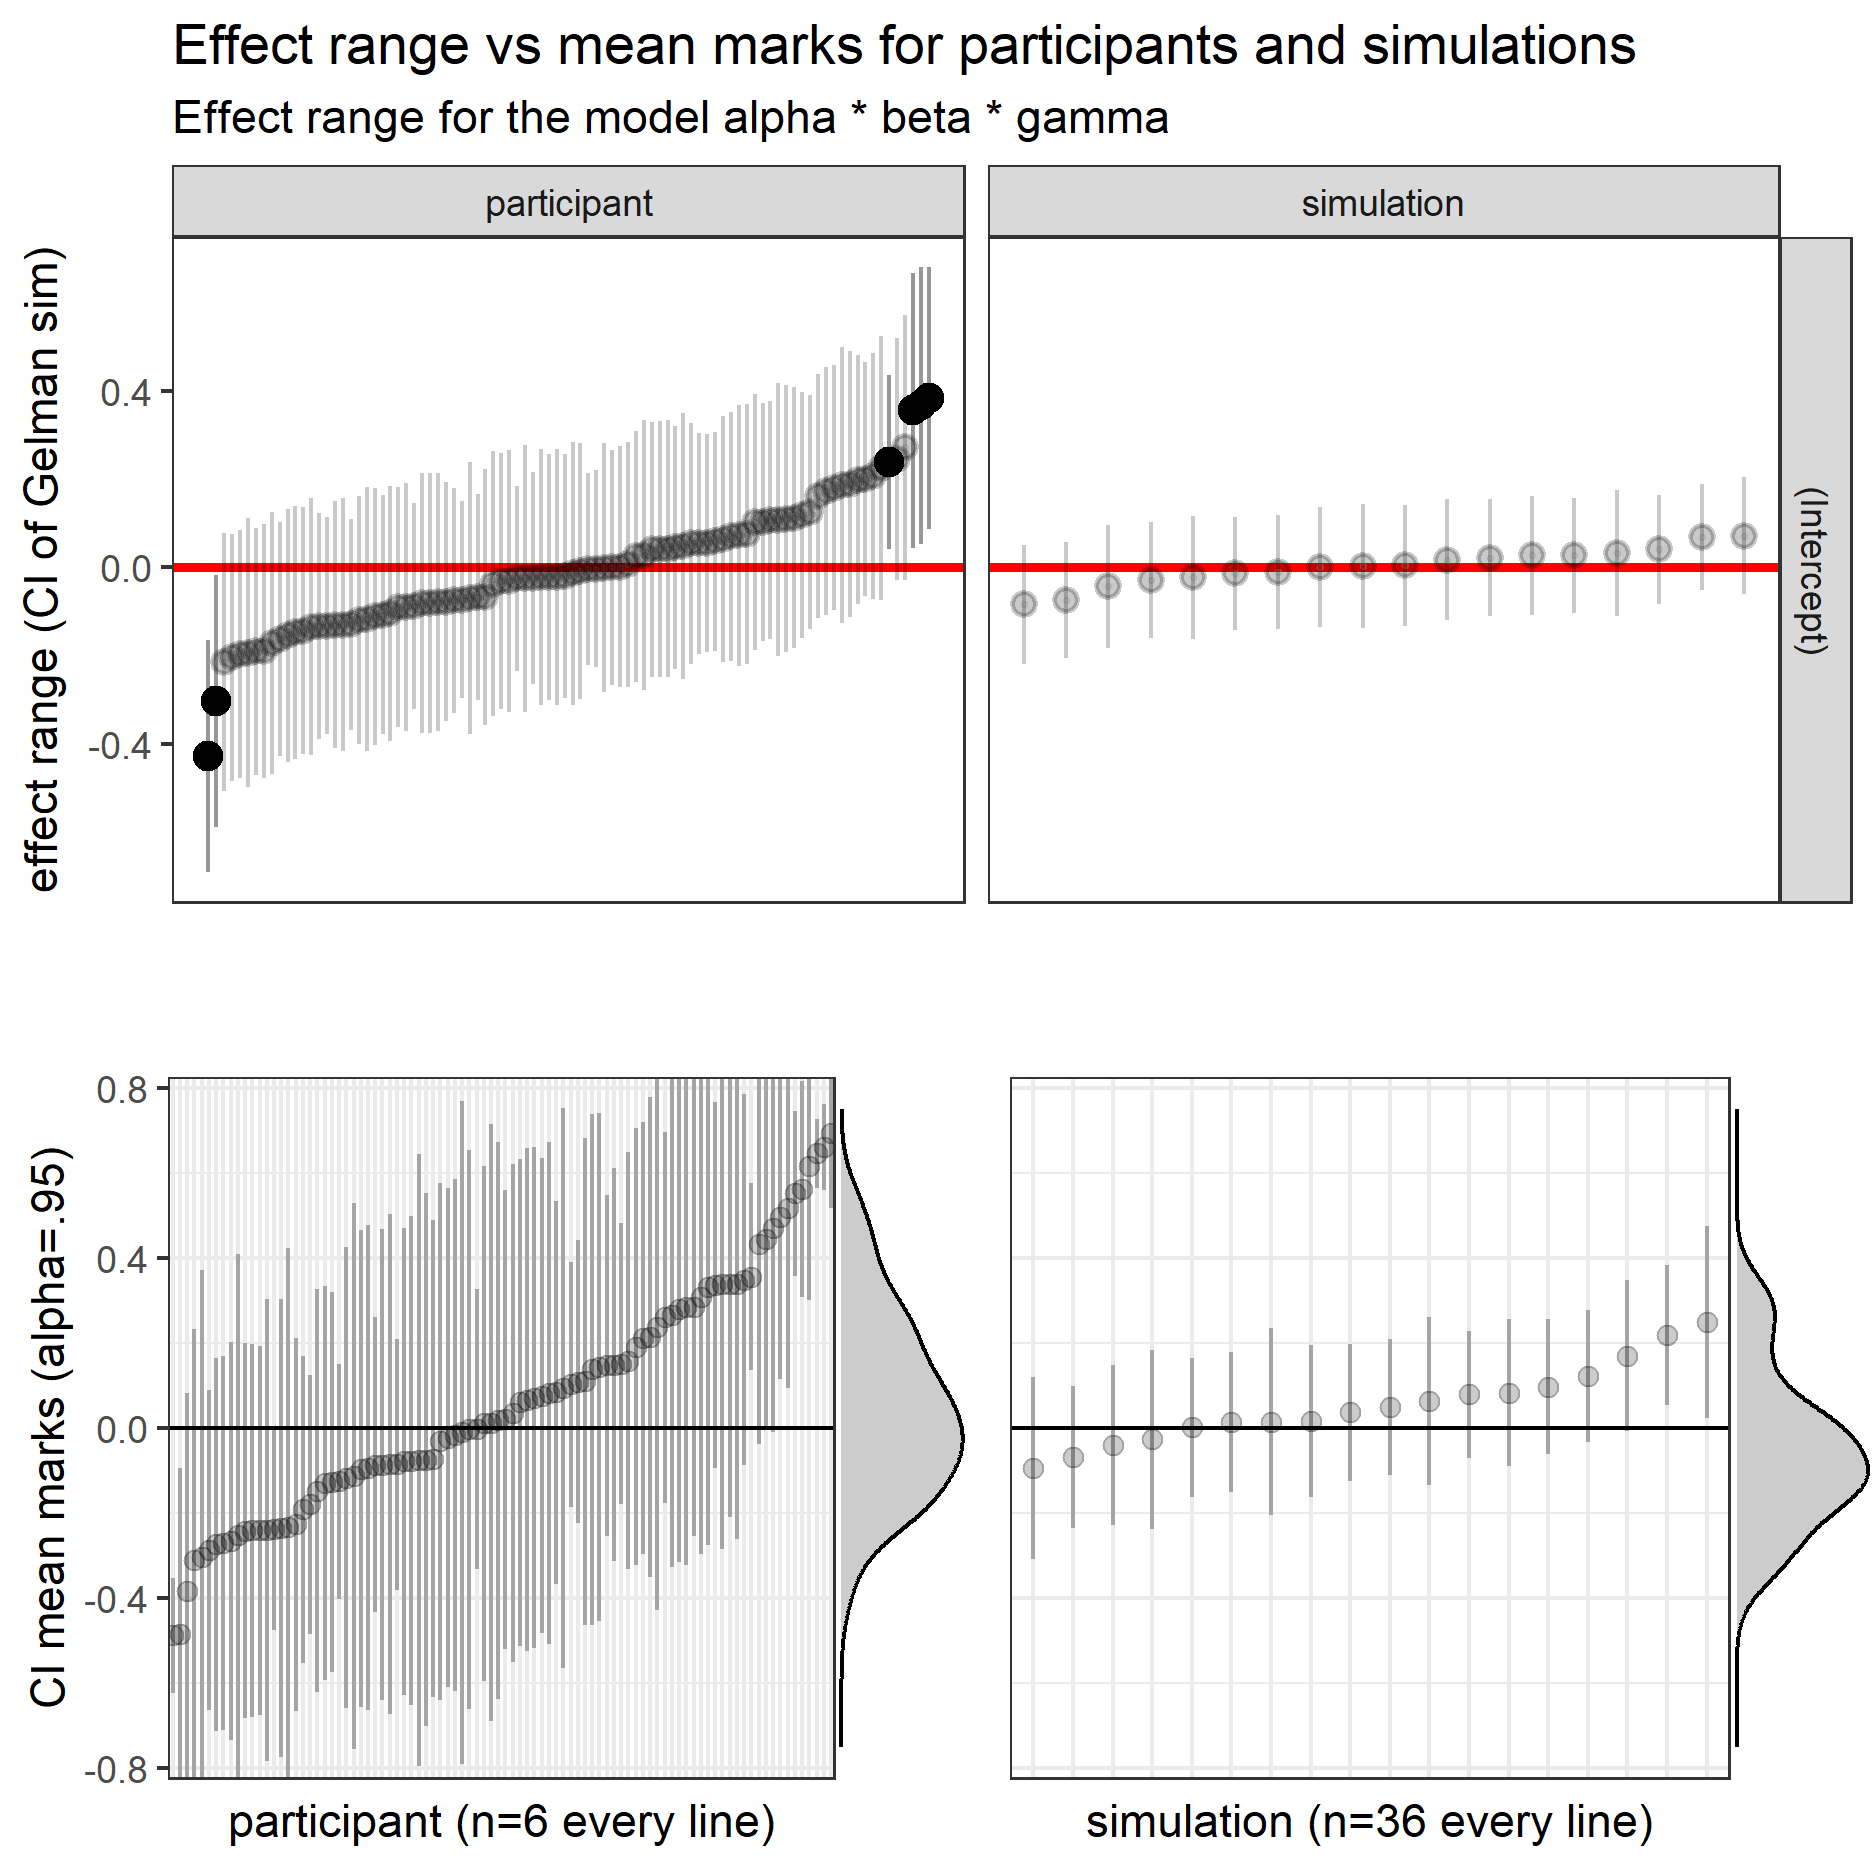 Effect range vs mean marks for participants and simulations
Effect range for the model alpha * beta * gamma
participant
simulation
effect range (CI of Gelman sim)
0.4
0.0
-0.4
(Intercept)
CI mean marks (alpha=.95)
0.8
0.4
0.0
-0.4
-0.8
participant (n=6 every line)
simulation (n=36 every line)